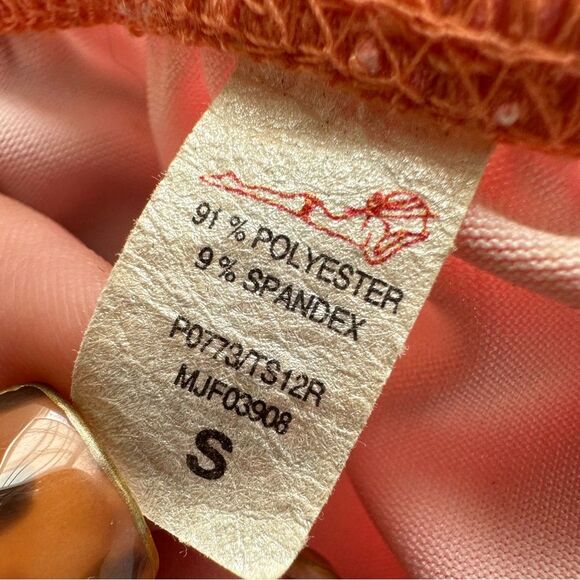 91 % POLYESTER
9 % SPANDEX
P0773/TS12R
MJF03908
S